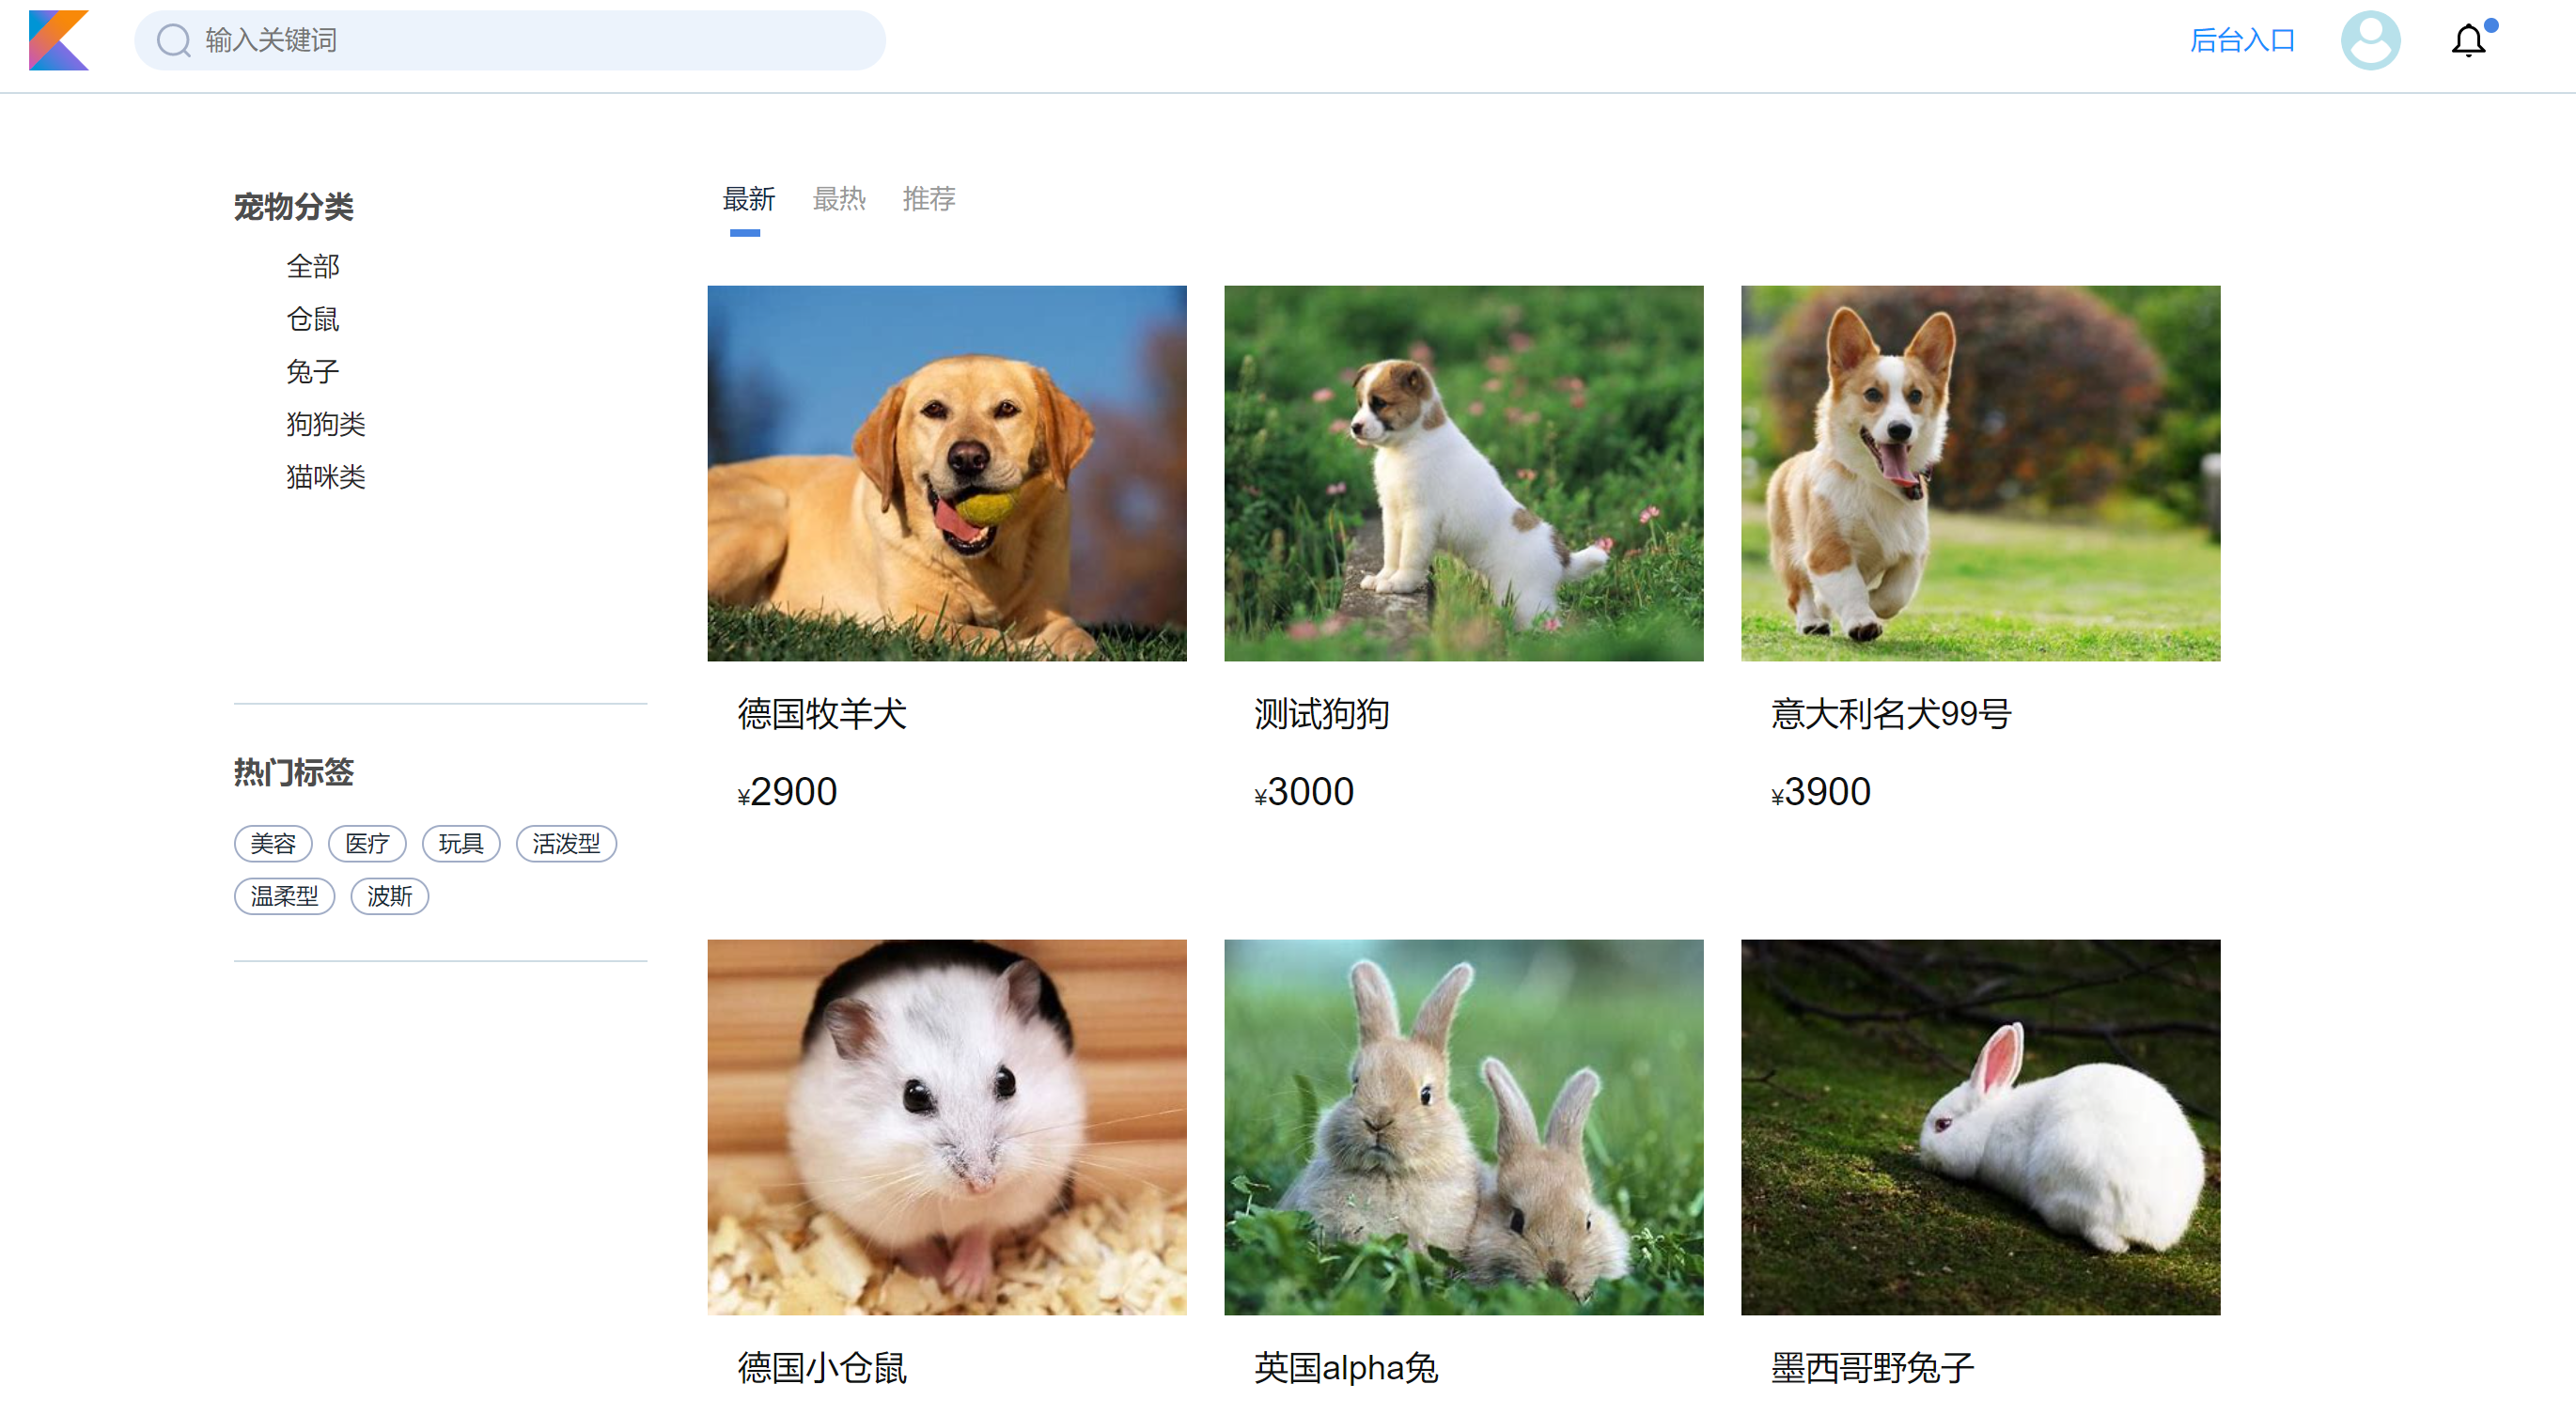 输入关键词
后台入口
宠物分类
全部
仓鼠
兔子
狗狗类
猫咪类
热门标签
美容 医疗 玩具 活泼型
温柔型 波斯
最新 最热 推荐
德国牧羊犬
¥2900
测试狗狗
¥3000
意大利名犬99号
¥3900
德国小仓鼠
英国alpha兔
墨西哥野兔子